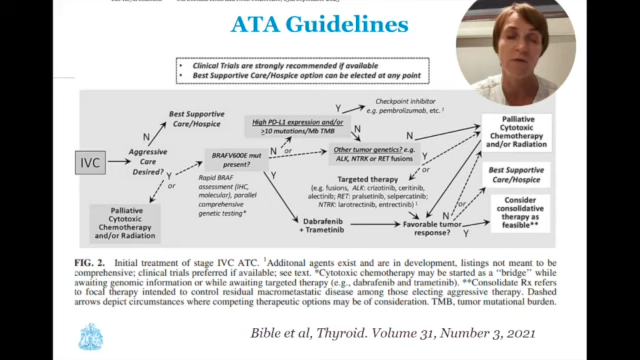 ATA Guidelines
• Clinical Trials are strongly recommended if available
• Best Supportive Care/Hospice option can be elected at any point
IVC
Aggressive
Care
Desired?
N
Best Supportive
Care/Hospice
Y
or
Palliative
Cytotoxic
Chemotherapy
and/or Radiation
BRAFV600E mut
present?
Rapid BRAF
assessment (IHC,
molecular), parallel
comprehensive
genetic testing*
N
or
Y
High PD-L1 expression and/or
≥10 mutations/Mb TMB
Y
Checkpoint inhibitor
e.g. pembrolizumab, etc. ¹
N
Other tumor genetics? e.g.
ALK, NTRK or RET fusions
N
Y
or
Targeted therapy
(e.g. fusions, ALK: crizotinib, ceritinib,
alectinib; RET: pralsetinib, selpercatinib;
NTRK: larotrectinib, entrectinib) ¹
Dabrafenib
+ Trametinib
Favorable tumor
response?
N
or
Y
Palliative
Cytotoxic
Chemotherapy
and/or Radiation
Best Supportive
Care/Hospice
Consider
consolidative
therapy as
feasible**
FIG. 2. Initial treatment of stage IVC ATC. ¹Additonal agents exist and are in development, listings not meant to be
comprehensive; clinical trials preferred if available; see text. *Cytotoxic chemotherapy may be started as a "bridge" while
awaiting genomic information or while awaiting targeted therapy (e.g., dabrafenib and trametinib). **Consolidate Rx refers
to focal therapy intended to control residual macrometastatic disease among those electing aggressive therapy. Dashed
arrows depict circumstances where competing therapeutic options may be of consideration. TMB, tumor mutational burden.
Bible et al, Thyroid. Volume 31, Number 3, 2021